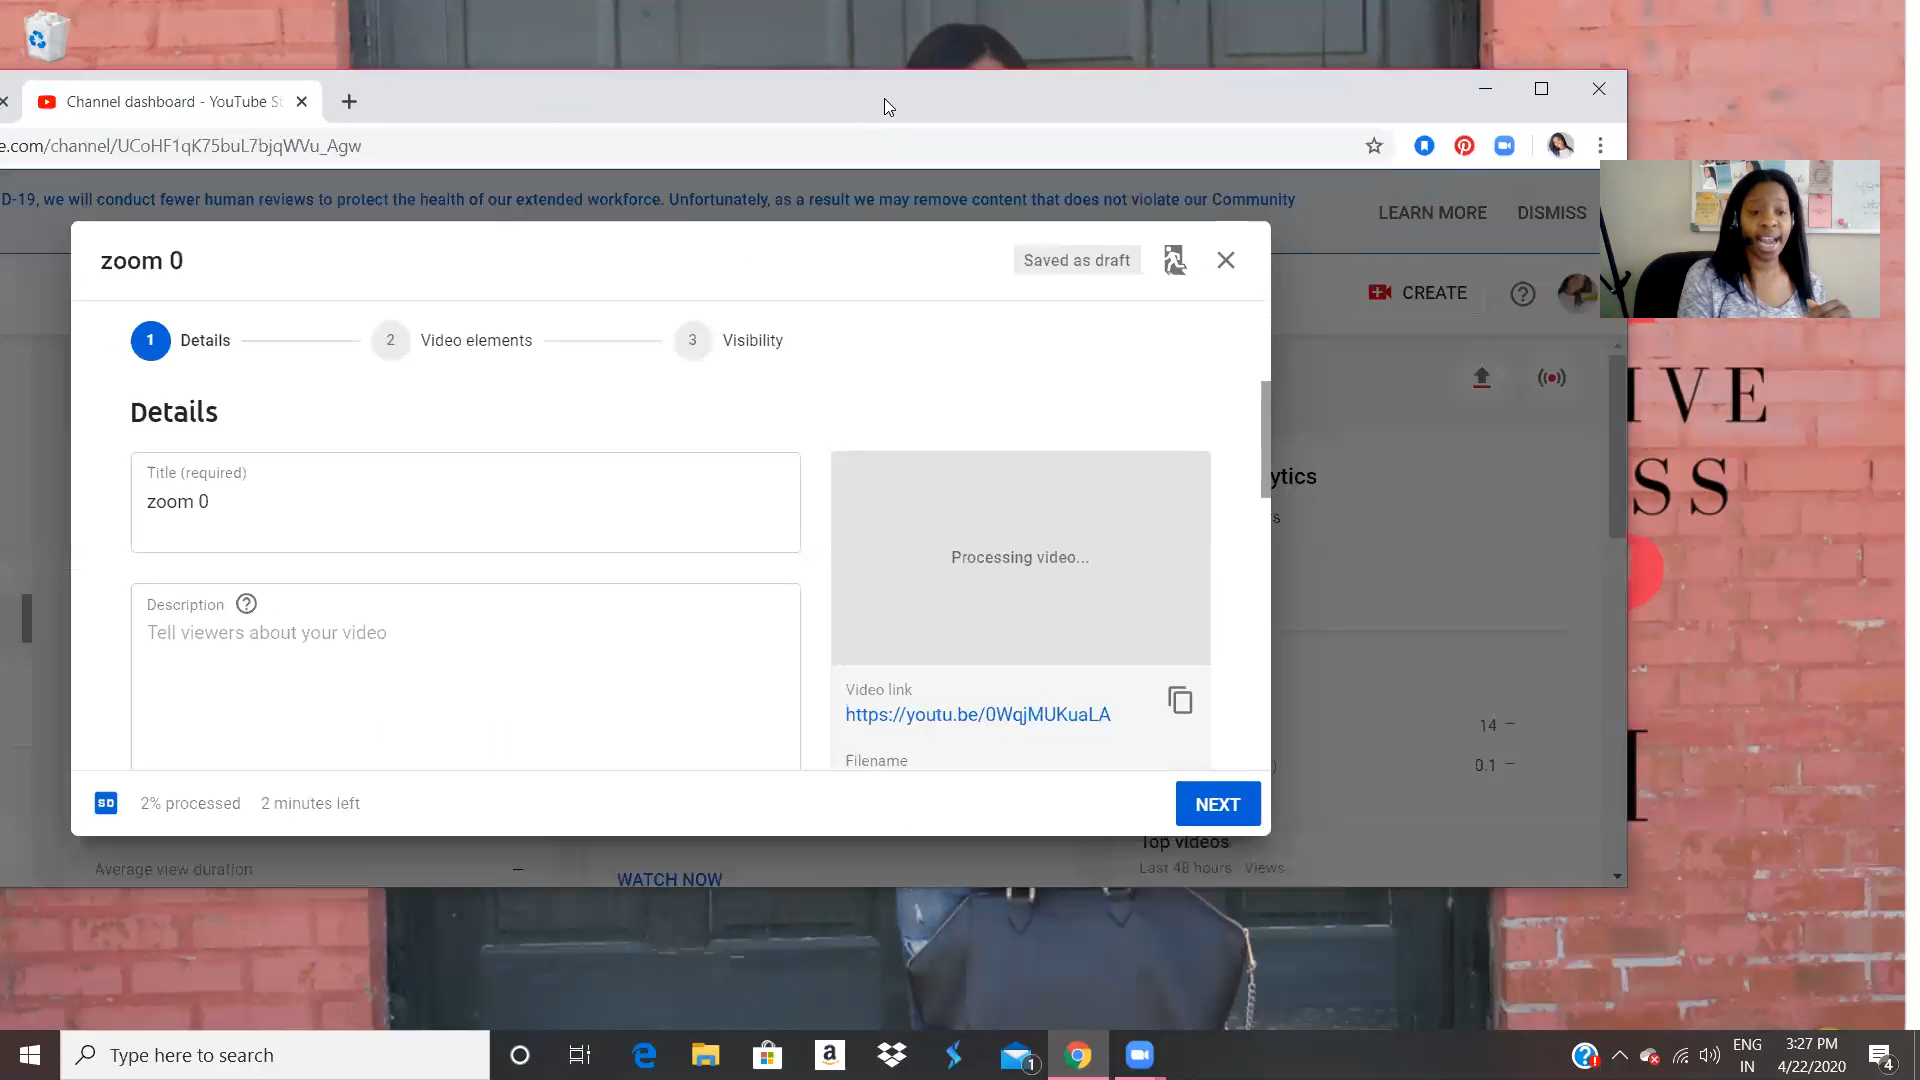 Channel dashboard - YouTube St
e.com/channel/UCoHF1qK75buL7bjqWVu_Agw
D-19, we will conduct fewer human reviews to protect the health of our extended workforce. Unfortunately, as a result we may remove content that does not violate our Community
LEARN MORE DISMISS
zoom 0
Saved as draft
CREATE
1 Details 2 Video elements 3 Visibility
Details
Title (required)
zoom 0
Processing video...
ytics
s
IVE
SS
Description
Tell viewers about your video
Video link
https://youtu.be/0WqjMUKuaLA
Filename
14 —
0.1 —
SD 2% processed 2 minutes left
NEXT
Top videos
Last 48 hours Views
Average view duration —
WATCH NOW
Type here to search
1
ENG
IN
3:27 PM
4/22/2020
4